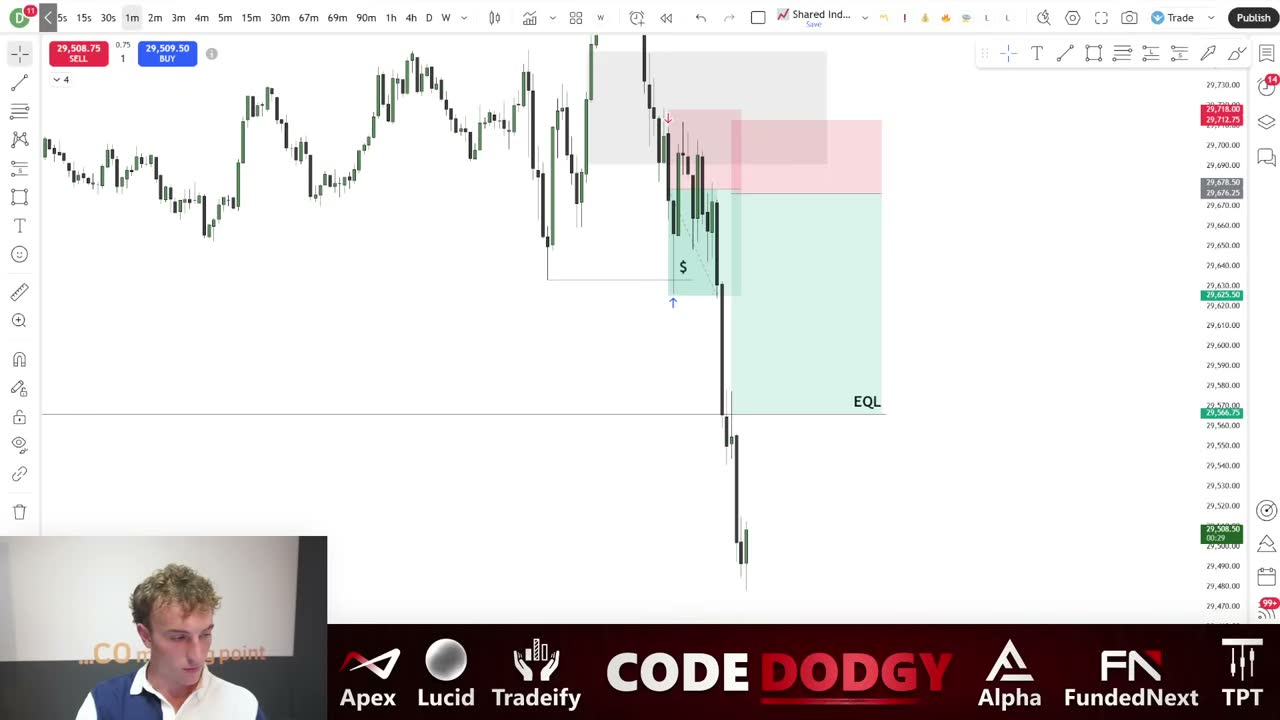 D
11
5s 15s 30s 1m 2m 3m 4m 5m 15m 30m 67m 69m 90m 1h 4h D W
W
Shared Ind...
Save
L L
Trade
Publish
29,508.75
SELL
0.75
1
29,509.50
BUY
4
T
L
S
14
29,730.00
29,718.00
29,712.75
29,700.00
29,690.00
29,678.50
29,676.25
29,670.00
29,660.00
29,650.00
29,640.00
29,630.00
29,625.50
29,620.00
29,610.00
29,600.00
29,590.00
29,580.00
29,570.00
29,566.75
29,560.00
29,550.00
29,540.00
29,530.00
29,520.00
29,508.50
00:29
29,500.00
29,490.00
29,480.00
29,470.00
99+
$
EQL
...CO
point
CODE DODGY
Apex Lucid Tradeify Alpha FundedNext TPT